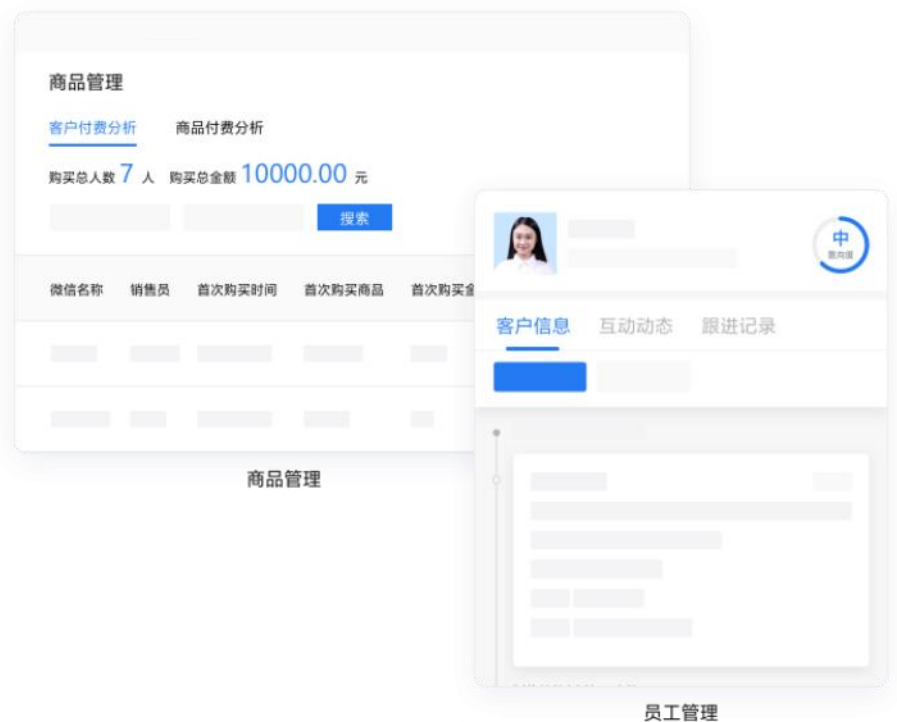 商品管理
客户付费分析 商品付费分析
购买总人数 7 人 购买总金额 10000.00 元
搜索
微信名称 销售员 首次购买时间 首次购买商品 首次购买金
商品管理
中
意向度
客户信息 互动动态 跟进记录
员工管理